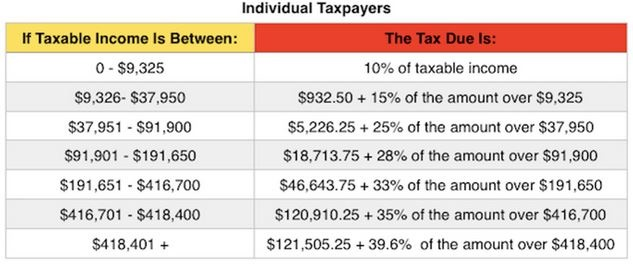 Individual Taxpayers
If Taxable Income Is Between: The Tax Due Is:
0 - $9,325 10% of taxable income
$9,326- $37,950 $932.50 + 15% of the amount over $9,325
$37,951 - $91,900 $5,226.25 + 25% of the amount over $37,950
$91,901 - $191,650 $18,713.75 + 28% of the amount over $91,900
$191,651 - $416,700 $46,643.75 + 33% of the amount over $191,650
$416,701 - $418,400 $120,910.25 + 35% of the amount over $416,700
$418,401 + $121,505.25 + 39.6% of the amount over $418,400